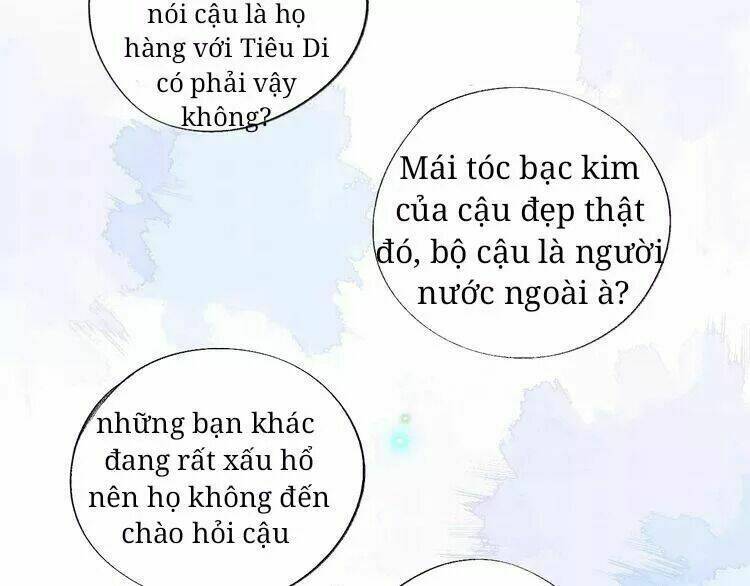 nói cậu là họ
hàng với Tiêu Di
có phải vậy
không?
Mái tóc bạc kim
của cậu đẹp thật
đó, bộ cậu là người
nước ngoài à?
những bạn khác
đang rất xấu hổ
nên họ không đến
chào hỏi cậu